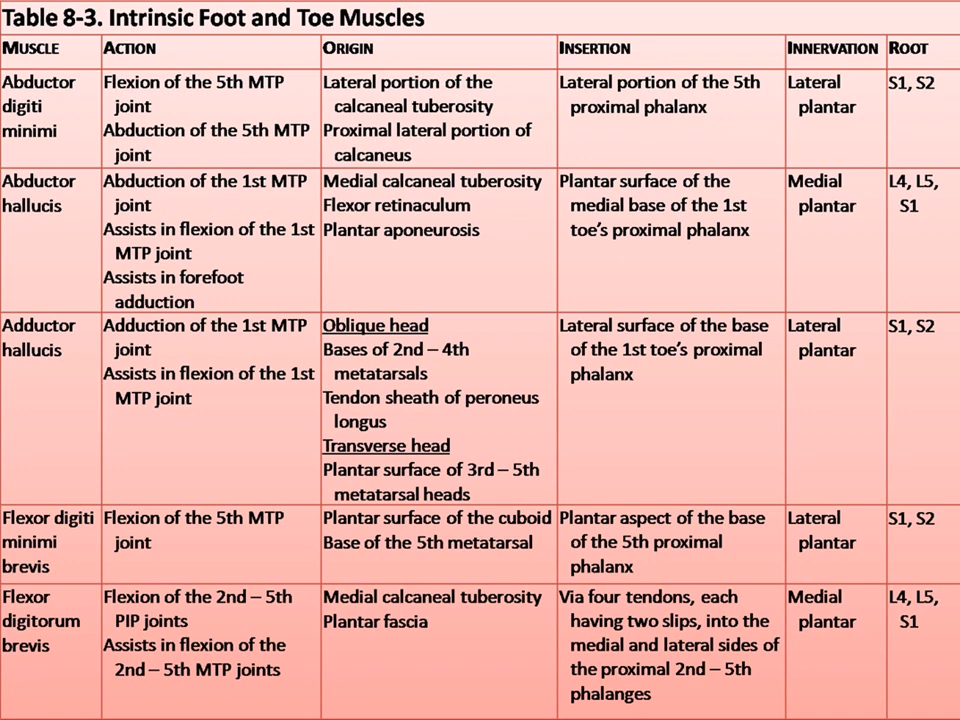 Table 8-3. Intrinsic Foot and Toe Muscles
MUSCLE ACTION ORIGIN INSERTION INNERVATION ROOT
Abductor Flexion of the 5th MTP Lateral portion of the Lateral portion of the 5th Lateral S1, S2
digiti joint calcaneal tuberosity proximal phalanx plantar
minimi Abduction of the 5th MTP Proximal lateral portion of
joint calcaneus
Abductor Abduction of the 1st MTP Medial calcaneal tuberosity Plantar surface of the Medial L4, L5,
hallucis joint Flexor retinaculum medial base of the 1st plantar S1
Assists in flexion of the 1st Plantar aponeurosis toe's proximal phalanx
MTP joint
Assists in forefoot
adduction
Adductor Adduction of the 1st MTP Oblique head Lateral surface of the base Lateral S1, S2
hallucis joint Bases of 2nd – 4th of the 1st toe's proximal plantar
Assists in flexion of the 1st metatarsals phalanx
MTP joint Tendon sheath of peroneus
longus
Transverse head
Plantar surface of 3rd – 5th
metatarsal heads
Flexor digiti Flexion of the 5th MTP Plantar surface of the cuboid Plantar aspect of the base Lateral S1, S2
minimi joint Base of the 5th metatarsal of the 5th proximal plantar
brevis phalanx
Flexor Flexion of the 2nd – 5th Medial calcaneal tuberosity Via four tendons, each Medial L4, L5,
digitorum PIP joints Plantar fascia having two slips, into the plantar S1
brevis Assists in flexion of the medial and lateral sides of
2nd – 5th MTP joints the proximal 2nd – 5th
phalanges